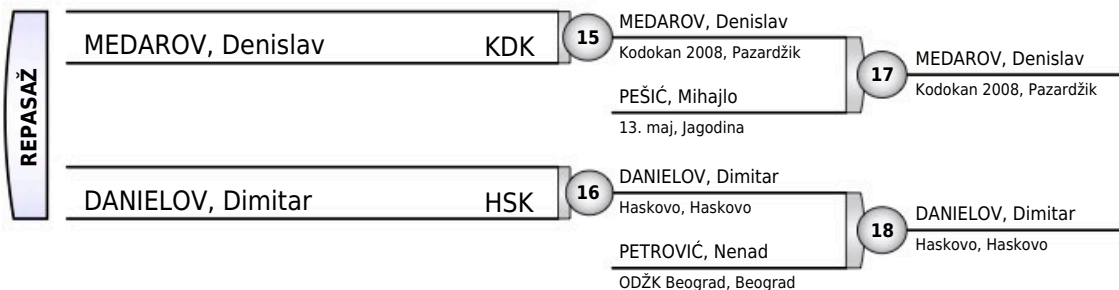 REPASAŽ
MEDAROV, Denislav KDK
15
MEDAROV, Denislav
Kodokan 2008, Pazardžik
PEŠIĆ, Mihajlo
13. maj, Jagodina
17
MEDAROV, Denislav
Kodokan 2008, Pazardžik
DANIELOV, Dimitar HSK
16
DANIELOV, Dimitar
Haskovo, Haskovo
PETROVIĆ, Nenad
ODŽK Beograd, Beograd
18
DANIELOV, Dimitar
Haskovo, Haskovo